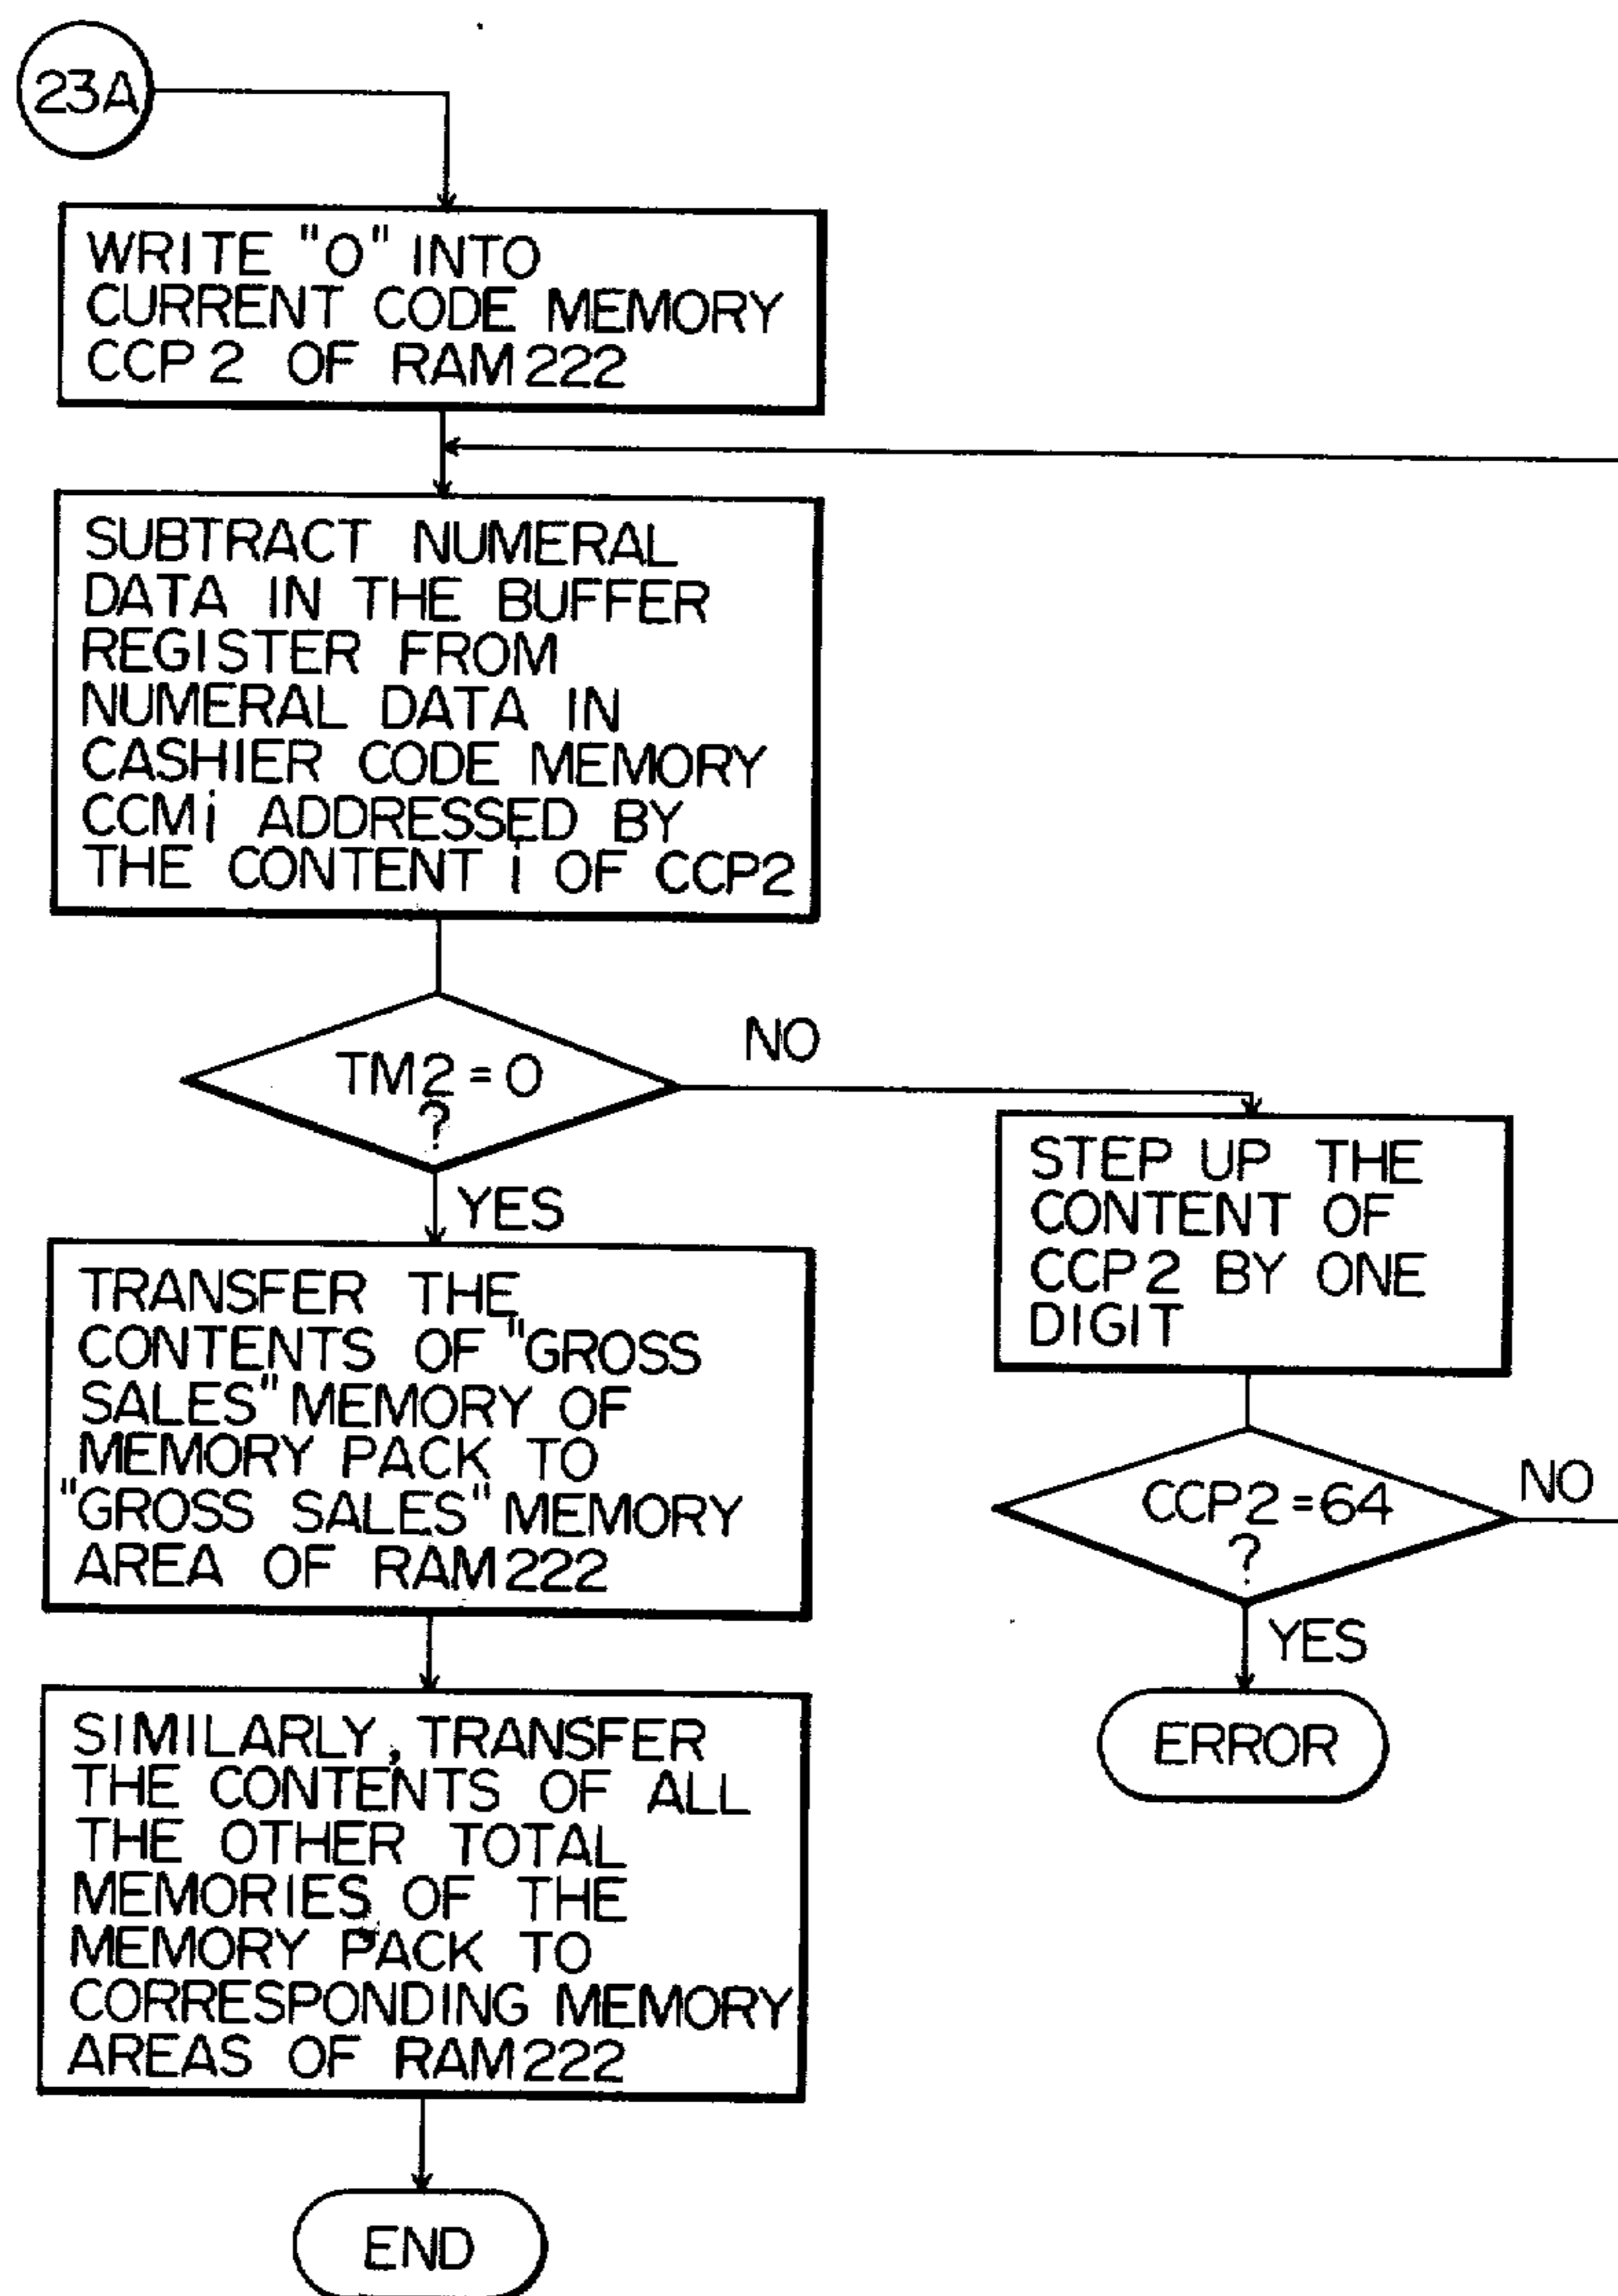 23A
WRITE "0" INTO
CURRENT CODE MEMORY
CCP2 OF RAM222
SUBTRACT NUMERAL
DATA IN THE BUFFER
REGISTER FROM
NUMERAL DATA IN
CASHIER CODE MEMORY
CCMi ADDRESSED BY
THE CONTENT i OF CCP2
TM2=0
?
NO
YES
STEP UP THE
CONTENT OF
CCP2 BY ONE
DIGIT
TRANSFER THE
CONTENTS OF "GROSS
SALES" MEMORY OF
MEMORY PACK TO
"GROSS SALES" MEMORY
AREA OF RAM222
CCP2=64
?
NO
YES
ERROR
SIMILARLY, TRANSFER
THE CONTENTS OF ALL
THE OTHER TOTAL
MEMORIES OF THE
MEMORY PACK TO
CORRESPONDING MEMORY
AREAS OF RAM222
END